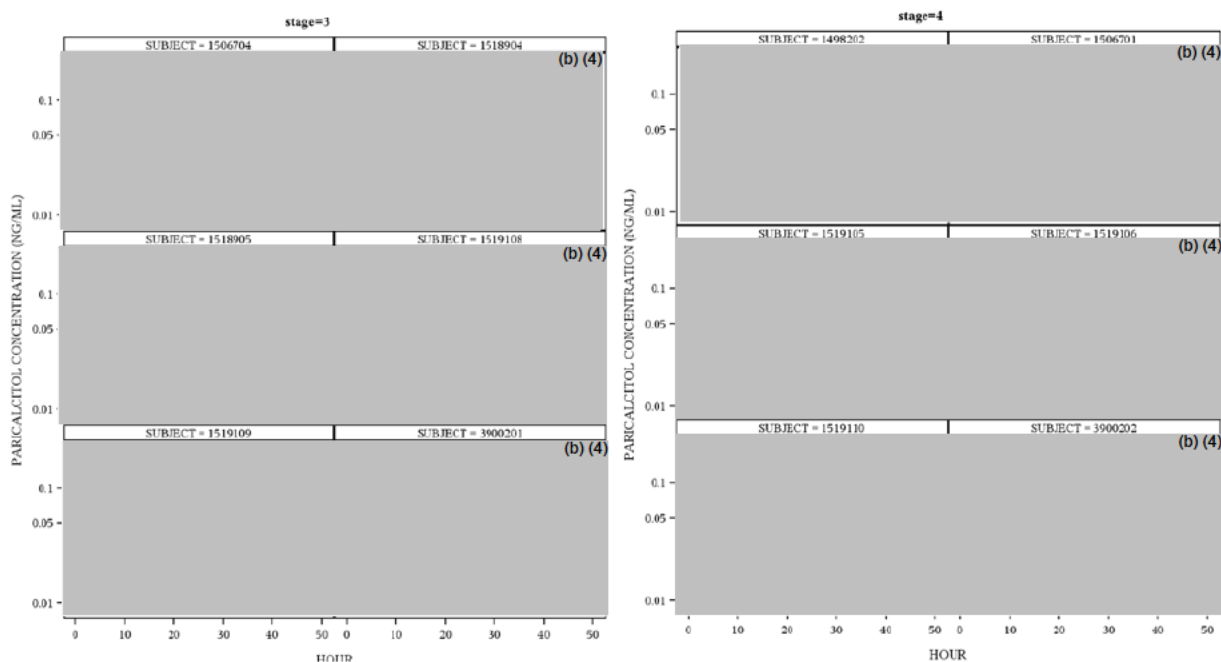 stage=3
SUBJECT = 1506704 SUBJECT = 1518904
(b) (4)
0.1
0.05
0.01
SUBJECT = 1518905 SUBJECT = 1519108
(b) (4)
0.1
0.05
0.01
SUBJECT = 1519109 SUBJECT = 3900201
(b) (4)
0.1
0.05
0.01
PARICALCITOL CONCENTRATION (NG/ML)
0 10 20 30 40 50 0 10 20 30 40 50
HOUR
stage=4
SUBJECT = 1498202 SUBJECT = 1506701
(b) (4)
0.1
0.05
0.01
SUBJECT = 1519105 SUBJECT = 1519106
(b) (4)
0.1
0.05
0.01
SUBJECT = 1519110 SUBJECT = 3900202
(b) (4)
0.1
0.05
0.01
PARICALCITOL CONCENTRATION (NG/ML)
0 10 20 30 40 50 0 10 20 30 40 50
HOUR